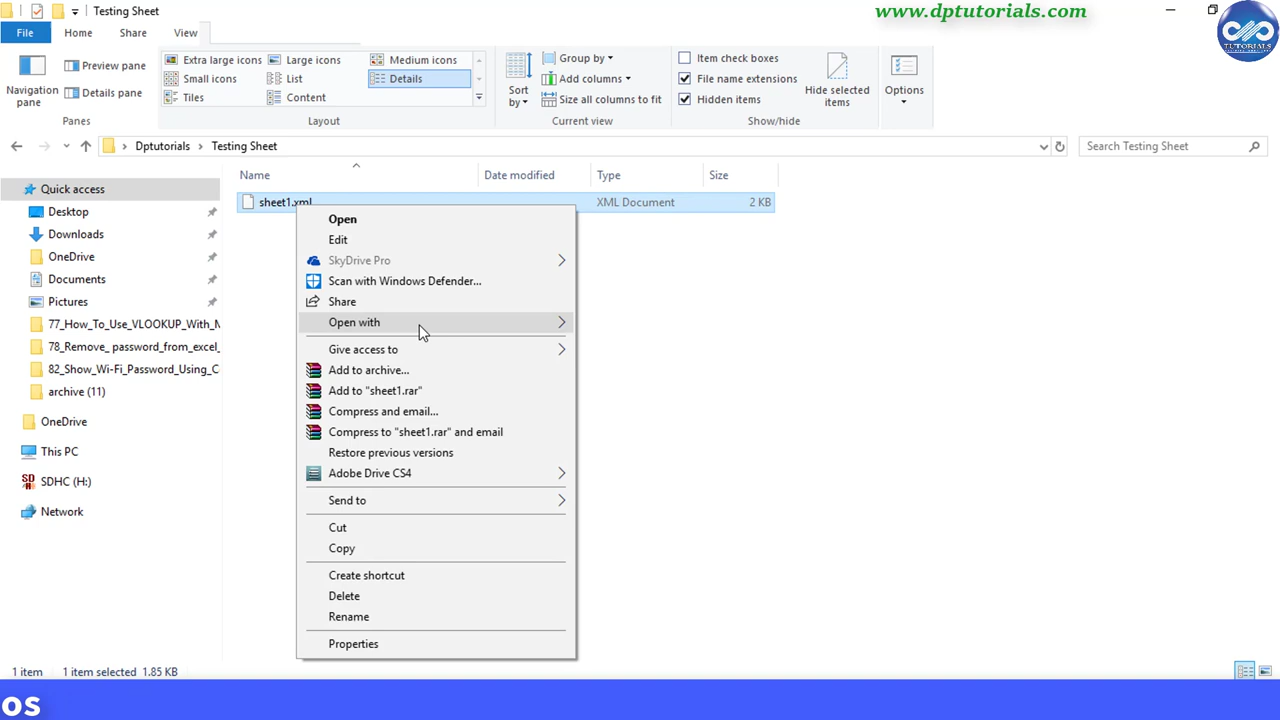 Testing Sheet
www.dptutorials.com
TUTORIALS
File
Home
Share
View
Navigation
pane
Preview pane
Details pane
Panes
Extra large icons
Large icons
Medium icons
Small icons
List
Details
Tiles
Content
Layout
Sort
by
Group by
Add columns
Size all columns to fit
Current view
Item check boxes
File name extensions
Hidden items
Hide selected
items
Show/hide
Options
Dptutorials
Testing Sheet
Search Testing Sheet
Name
Date modified
Type
Size
sheet1.xml
XML Document
2 KB
Quick access
Desktop
Downloads
OneDrive
Documents
Pictures
77_How_To_Use_VLOOKUP_With_M
78_Remove_ password_from_excel_
82_Show_Wi-Fi_Password_Using_C
archive (11)
OneDrive
This PC
SDHC (H:)
Network
Open
Edit
SkyDrive Pro
Scan with Windows Defender...
Share
Open with
Give access to
Add to archive...
Add to "sheet1.rar"
Compress and email...
Compress to "sheet1.rar" and email
Restore previous versions
Adobe Drive CS4
Send to
Cut
Copy
Create shortcut
Delete
Rename
Properties
1 item
1 item selected 1.85 KB
os